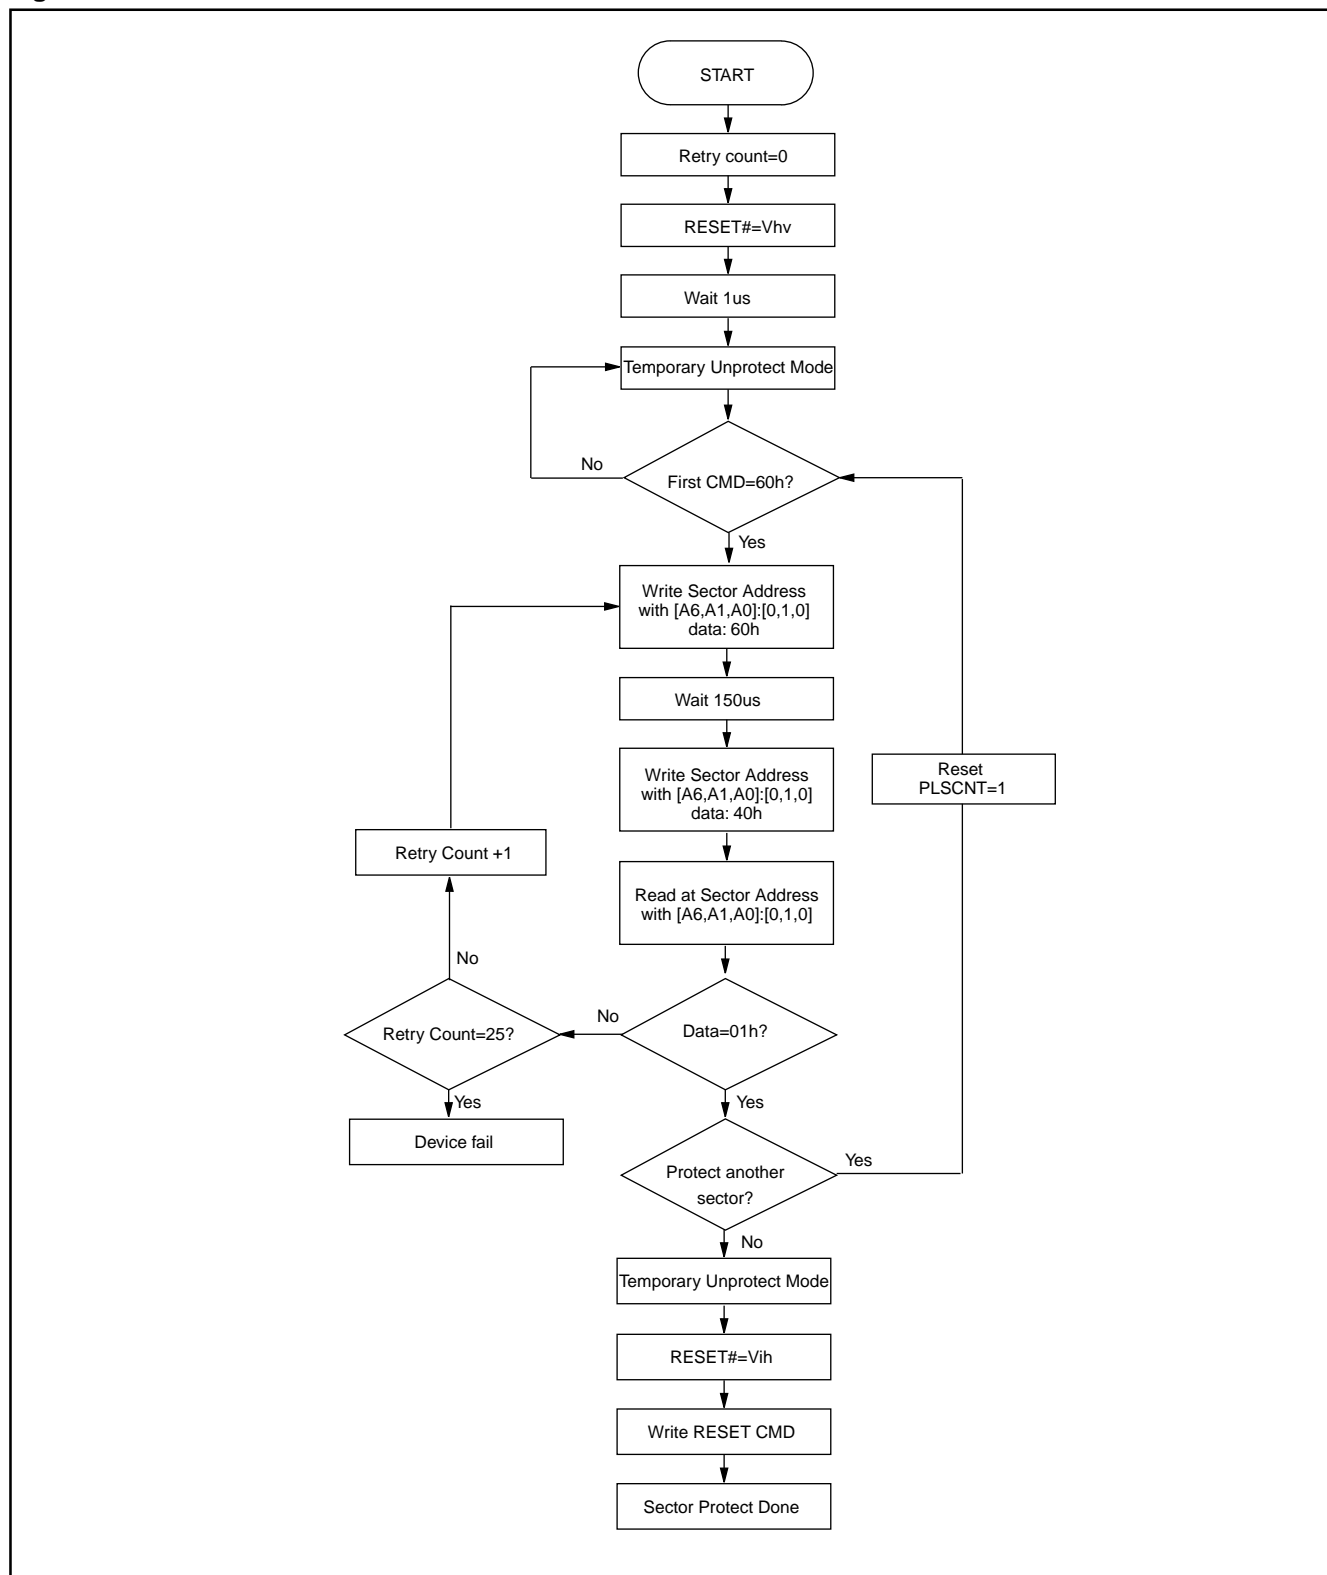 START
Retry count=0
RESET#=Vhv
Wait 1us
Temporary Unprotect Mode
No
First CMD=60h?
Yes
Write Sector Address
with [A6,A1,A0]:[0,1,0]
data: 60h
Wait 150us
Write Sector Address
with [A6,A1,A0]:[0,1,0]
data: 40h
Reset
PLSCNT=1
Retry Count +1
Read at Sector Address
with [A6,A1,A0]:[0,1,0]
No
No
Retry Count=25?
Data=01h?
Yes
Yes
Device fail
Protect another
sector?
Yes
No
Temporary Unprotect Mode
RESET#=Vih
Write RESET CMD
Sector Protect Done